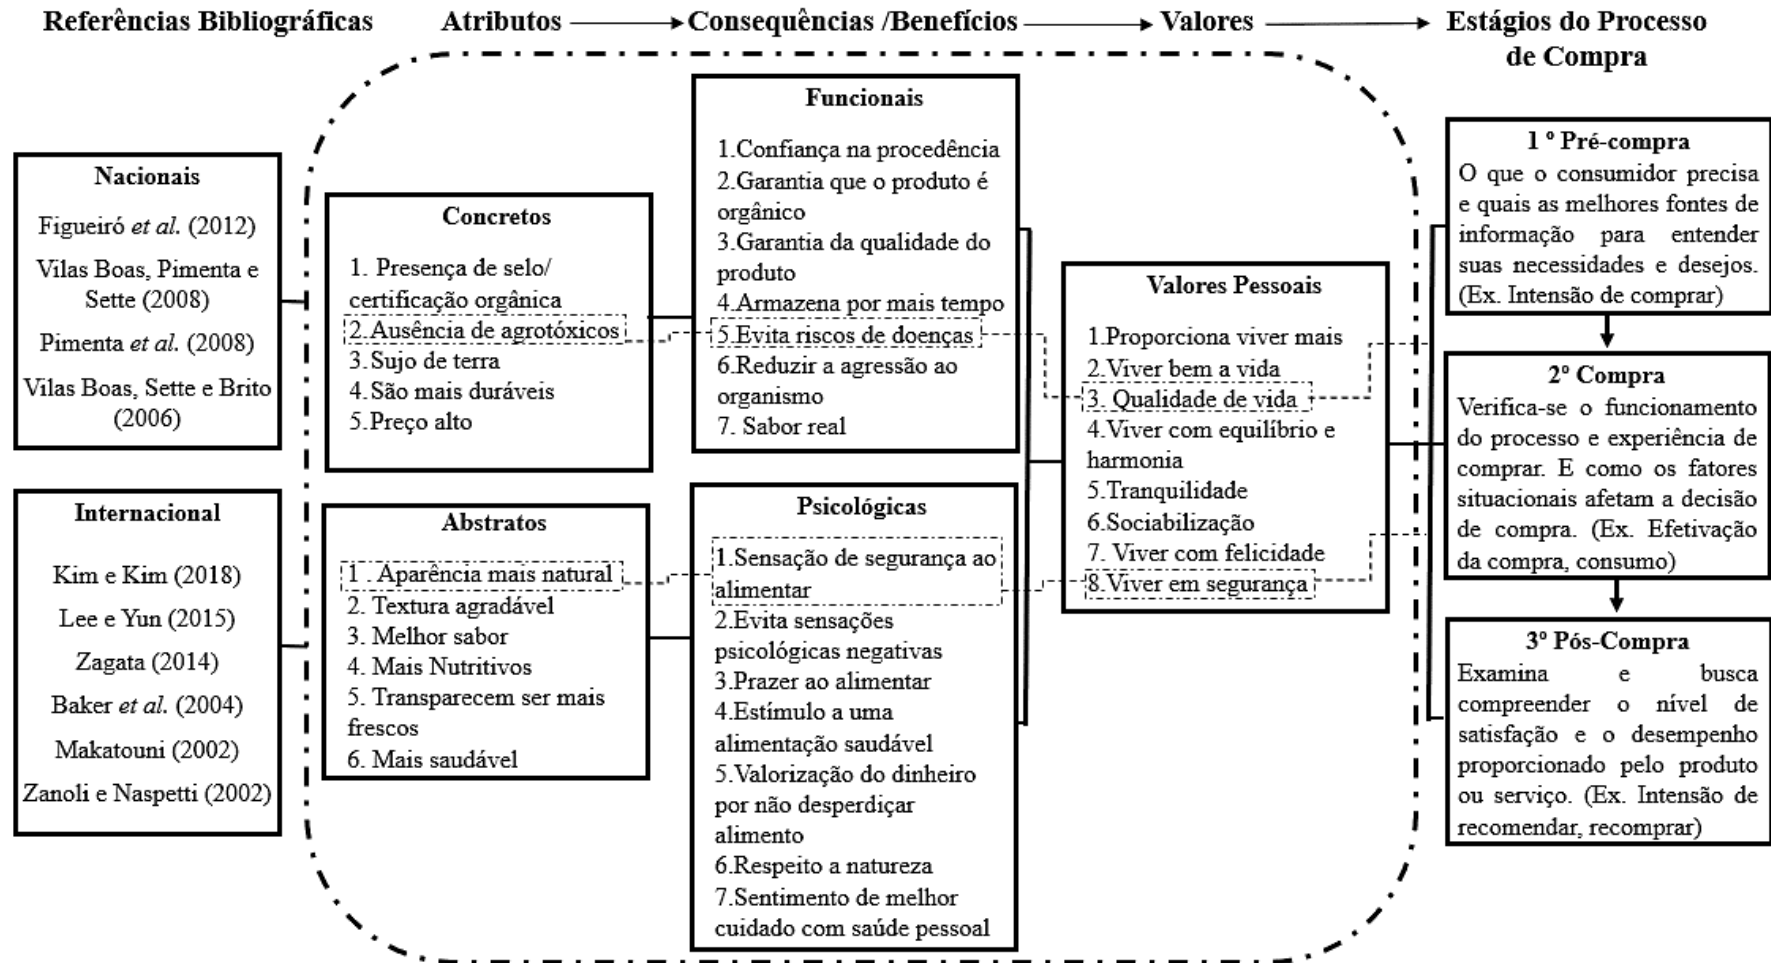 Referências Bibliográficas
Atributos
Consequências /Benefícios
Valores
Estágios do Processo
de Compra
Nacionais
Figueiró et al. (2012)
Vilas Boas, Pimenta e
Sette (2008)
Pimenta et al. (2008)
Vilas Boas, Sette e Brito
(2006)
Internacional
Kim e Kim (2018)
Lee e Yun (2015)
Zagata (2014)
Baker et al. (2004)
Makatouni (2002)
Zanoli e Naspetti (2002)
Concretos
1. Presença de selo/
certificação orgânica
2. Ausência de agrotóxicos
3. Sujo de terra
4. São mais duráveis
5.Preço alto
Abstratos
1 . Aparência mais natural
2. Textura agradável
3. Melhor sabor
4. Mais Nutritivos
5. Transparecem ser mais
frescos
6. Mais saudável
Funcionais
1.Confiança na procedência
2.Garantia que o produto é
orgânico
3.Garantia da qualidade do
produto
4.Armazena por mais tempo
5.Evita riscos de doenças
6.Reduzir a agressão ao
organismo
7. Sabor real
Psicológicas
1.Sensação de segurança ao
alimentar
2.Evita sensações
psicológicas negativas
3.Prazer ao alimentar
4.Estímulo a uma
alimentação saudável
5.Valorização do dinheiro
por não desperdiçar
alimento
6.Respeito a natureza
7.Sentimento de melhor
cuidado com saúde pessoal
Valores Pessoais
1.Proporciona viver mais
2.Viver bem a vida
3. Qualidade de vida
4.Viver com equilíbrio e
harmonia
5.Tranquilidade
6.Sociabilização
7. Viver com felicidade
8.Viver em segurança
1 º Pré-compra
O que o consumidor precisa
e quais as melhores fontes de
informação para entender
suas necessidades e desejos.
(Ex. Intensão de comprar)
2º Compra
Verifica-se o funcionamento
do processo e experiência de
comprar. E como os fatores
situacionais afetam a decisão
de compra. (Ex. Efetivação
da compra, consumo)
3º Pós-Compra
Examina e busca
compreender o nível de
satisfação e o desempenho
proporcionado pelo produto
ou serviço. (Ex. Intensão de
recomendar, recomprar)